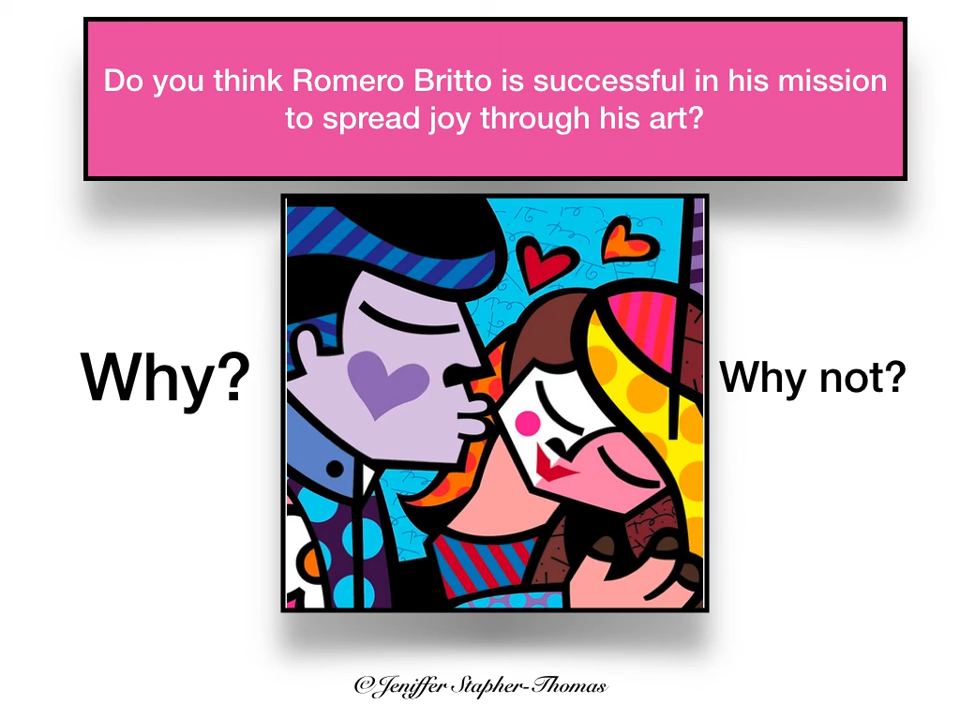 Do you think Romero Britto is successful in his mission
to spread joy through his art?
Why?
Why not?
©Jeniffer Stapher-Thomas